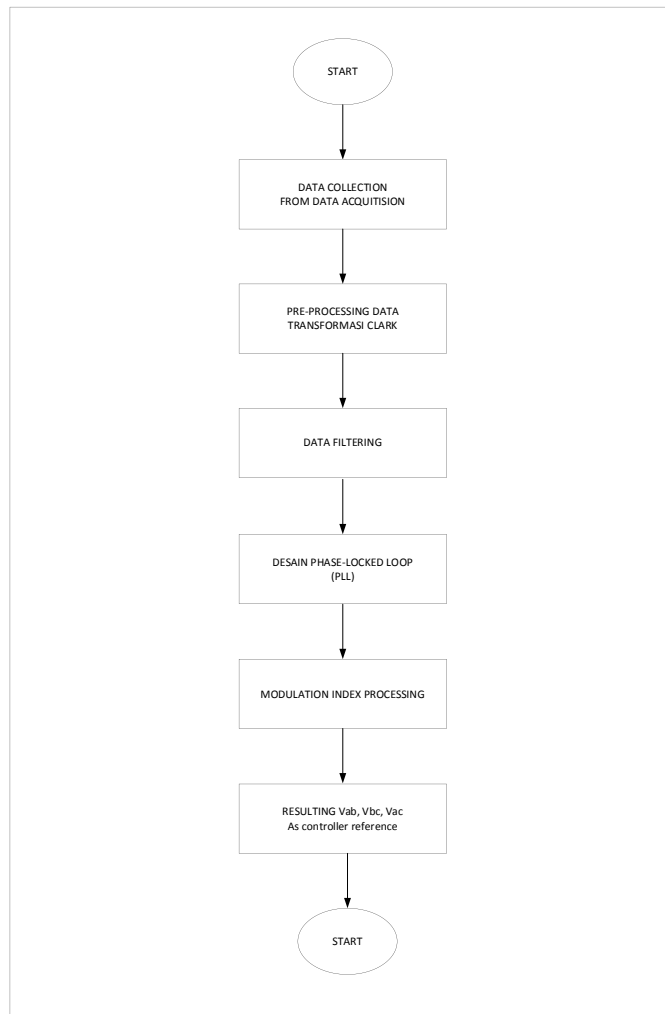 START
DATA COLLECTION
FROM DATA ACQUITISION
PRE-PROCESSING DATA
TRANSFORMASI CLARK
DATA FILTERING
DESAIN PHASE-LOCKED LOOP
(PLL)
MODULATION INDEX PROCESSING
RESULTING Vab, Vbc, Vac
As controller reference
START